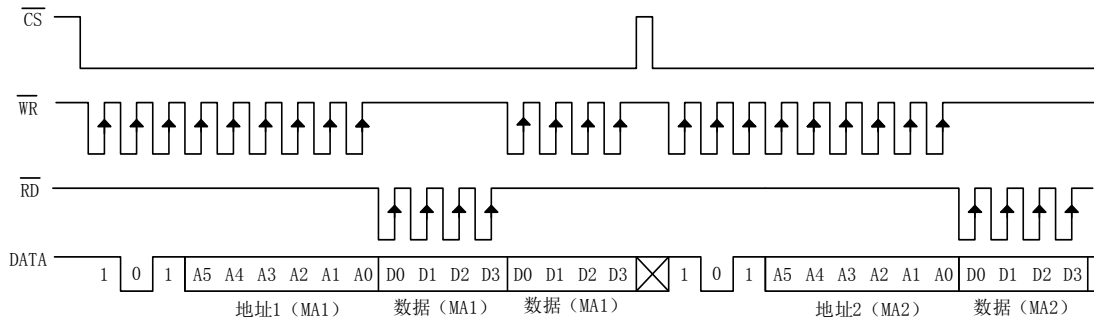 CS
WR
RD
DATA 1 0 1 A5 A4 A3 A2 A1 A0 D0 D1 D2 D3 D0 D1 D2 D3 1 0 1 A5 A4 A3 A2 A1 A0 D0 D1 D2 D3
地址1（MA1） 数据（MA1） 数据（MA1） 地址2（MA2） 数据（MA2）